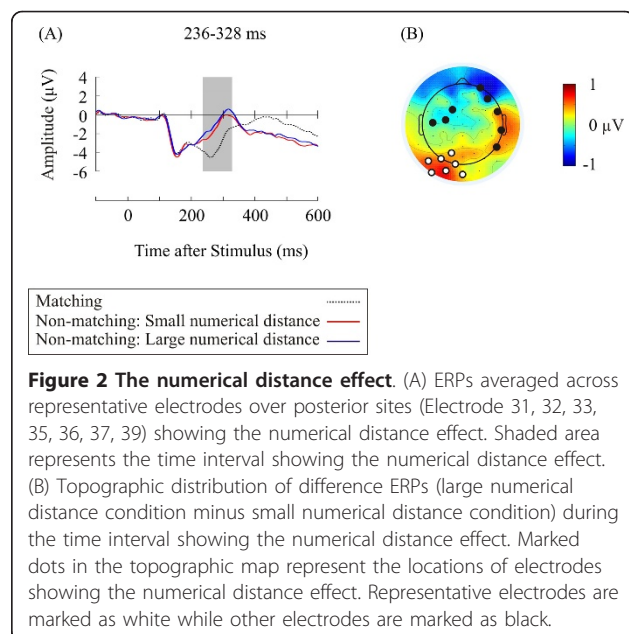 (A) 236-328 ms (B)
Amplitude (μV)
4
2
0
-2
-4
-6
0 200 400 600
Time after Stimulus (ms)
1
0 μV
-1
Matching
Non-matching: Small numerical distance
Non-matching: Large numerical distance
Figure 2 The numerical distance effect. (A) ERPs averaged across
representative electrodes over posterior sites (Electrode 31, 32, 33,
35, 36, 37, 39) showing the numerical distance effect. Shaded area
represents the time interval showing the numerical distance effect.
(B) Topographic distribution of difference ERPs (large numerical
distance condition minus small numerical distance condition) during
the time interval showing the numerical distance effect. Marked
dots in the topographic map represent the locations of electrodes
showing the numerical distance effect. Representative electrodes are
marked as white while other electrodes are marked as black.